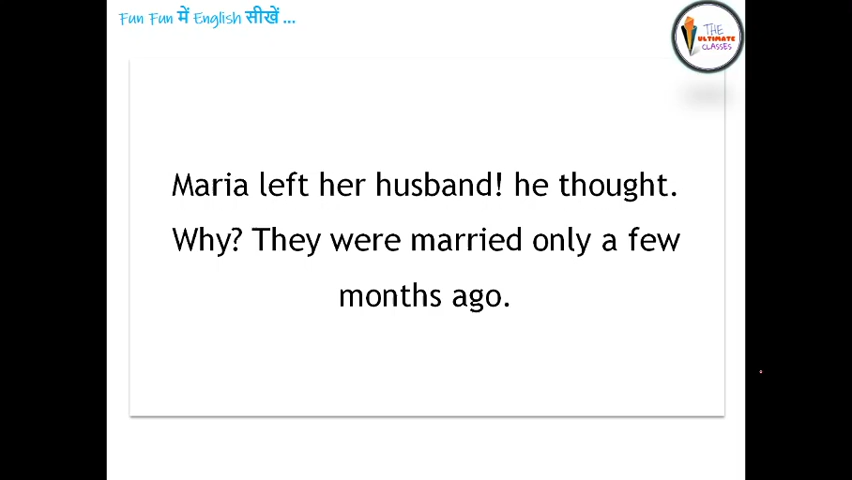 Fun Fun में English सीखें ...
THE
ULTIMATE
CLASSES
Maria left her husband! he thought.
Why? They were married only a few
months ago.